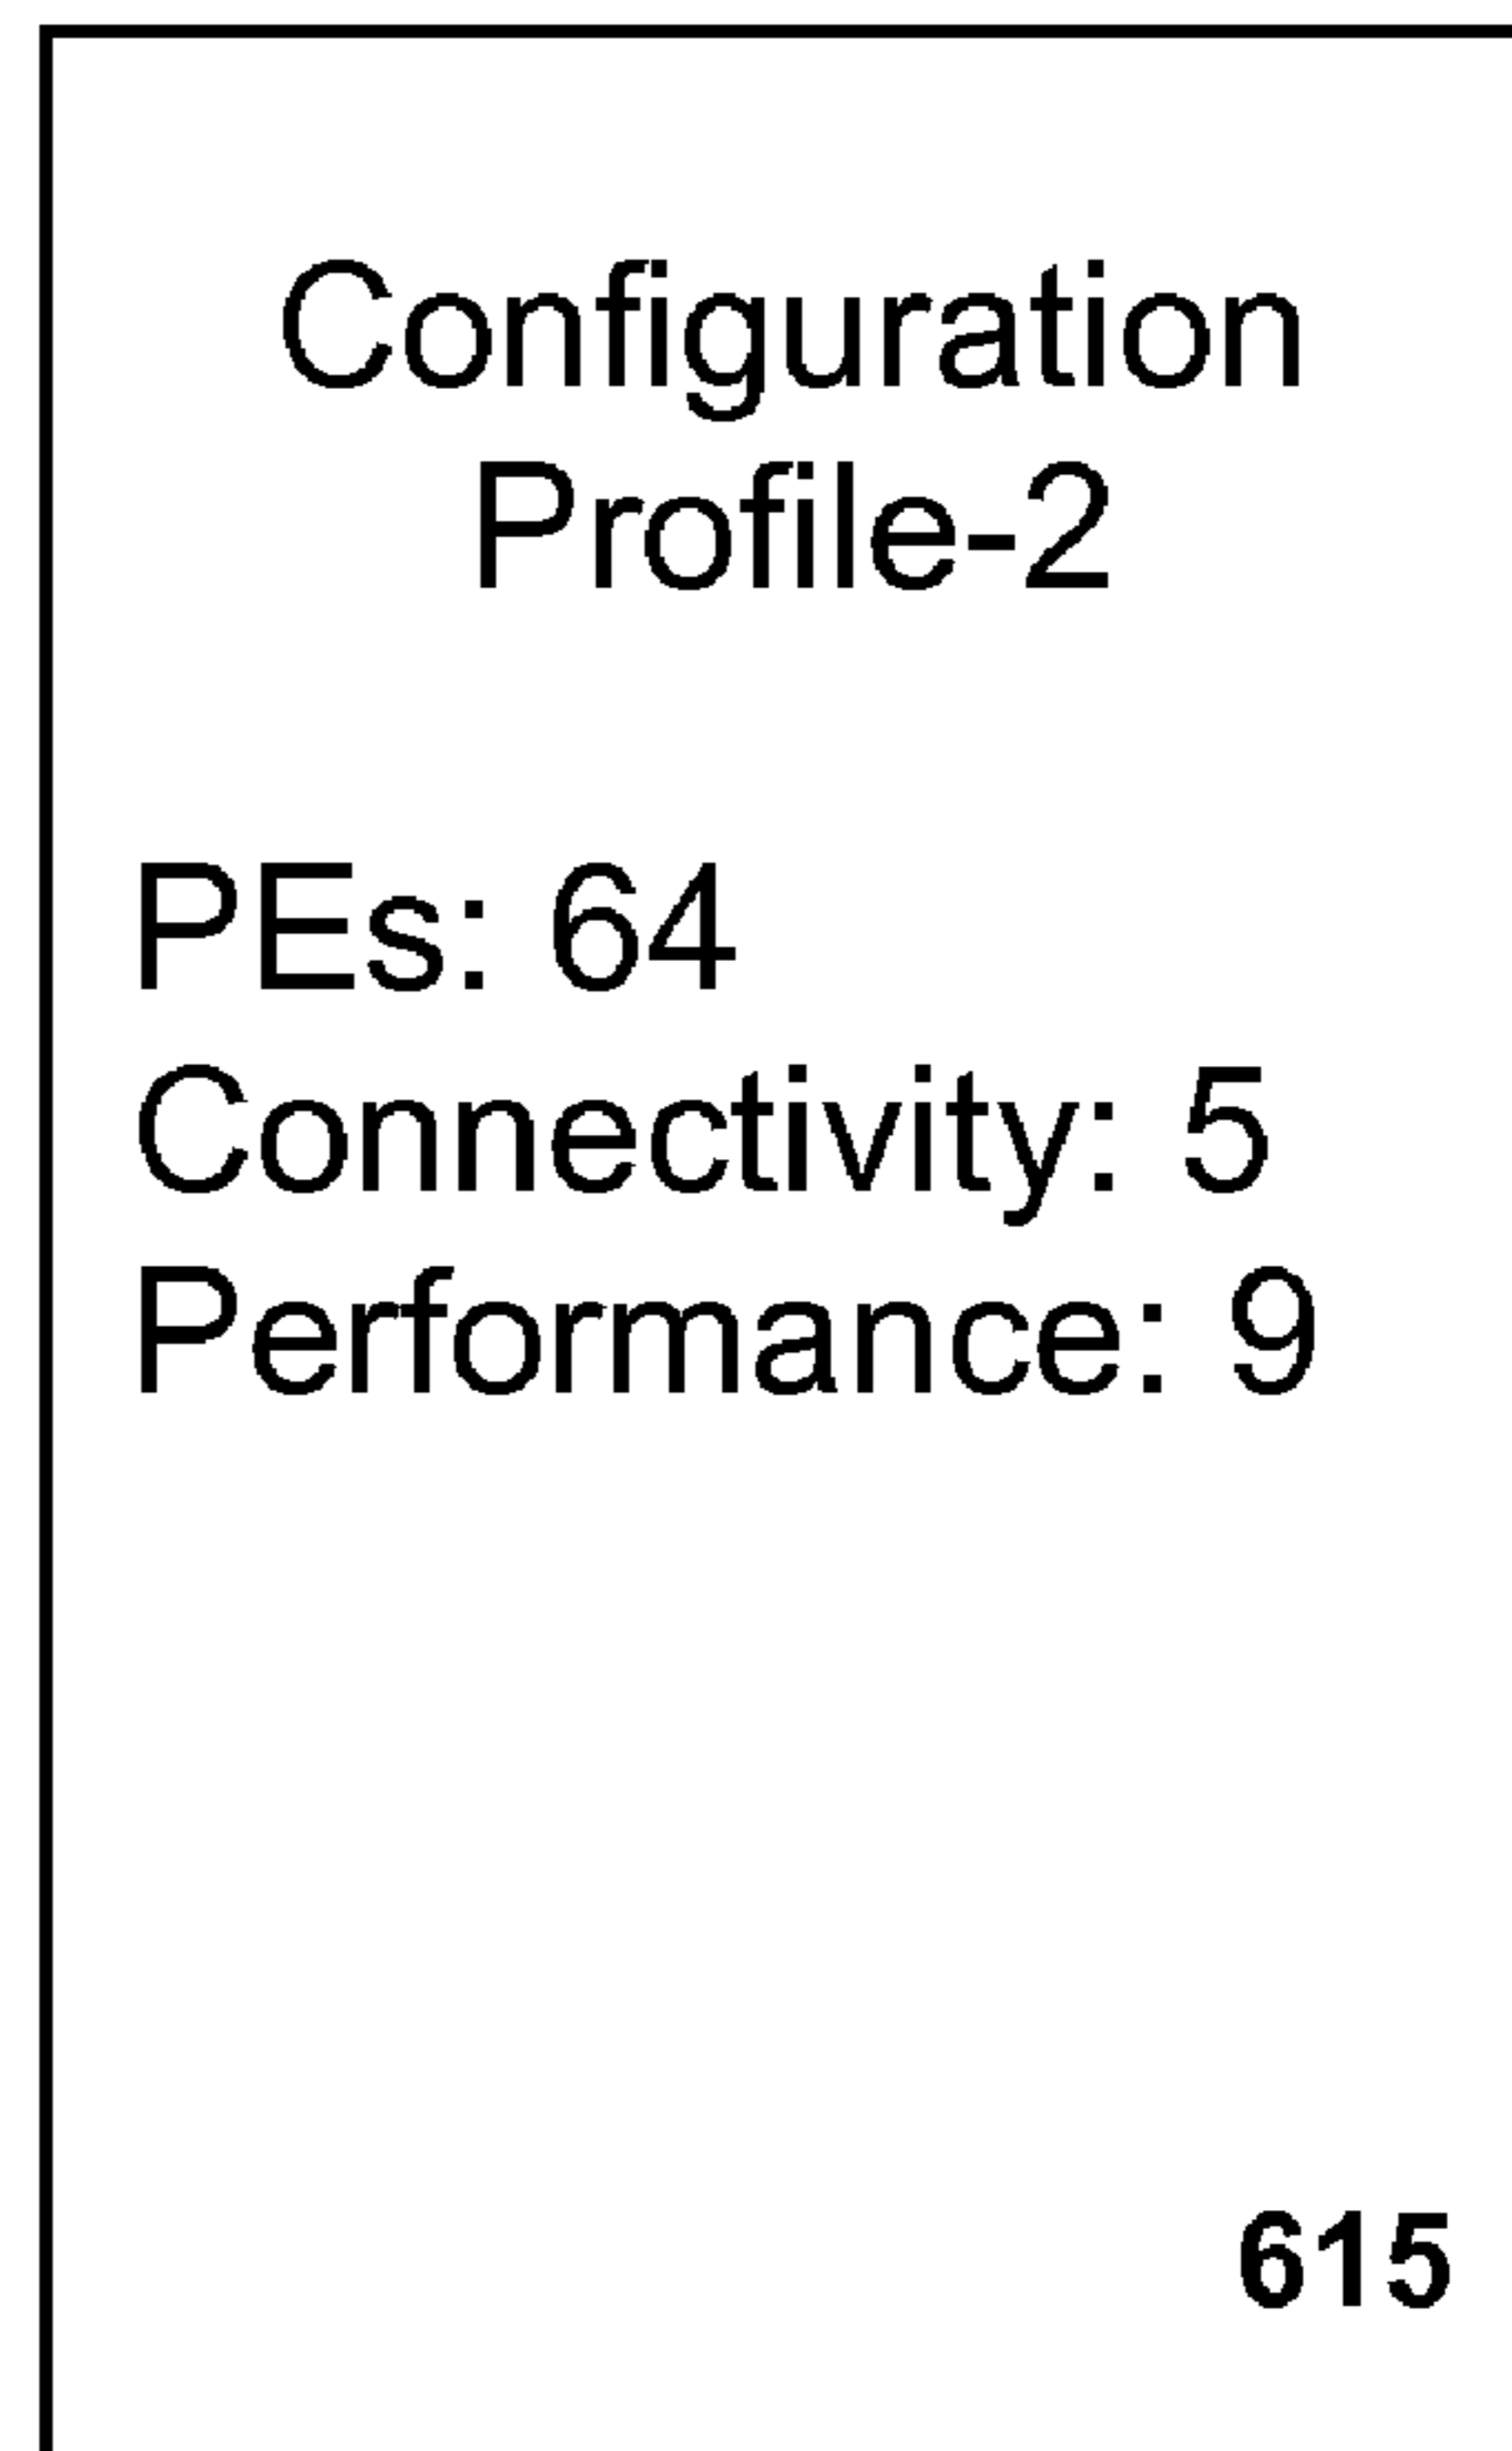 Configuration
Profile-2
PEs: 64
Connectivity: 5
Performance: 9
615